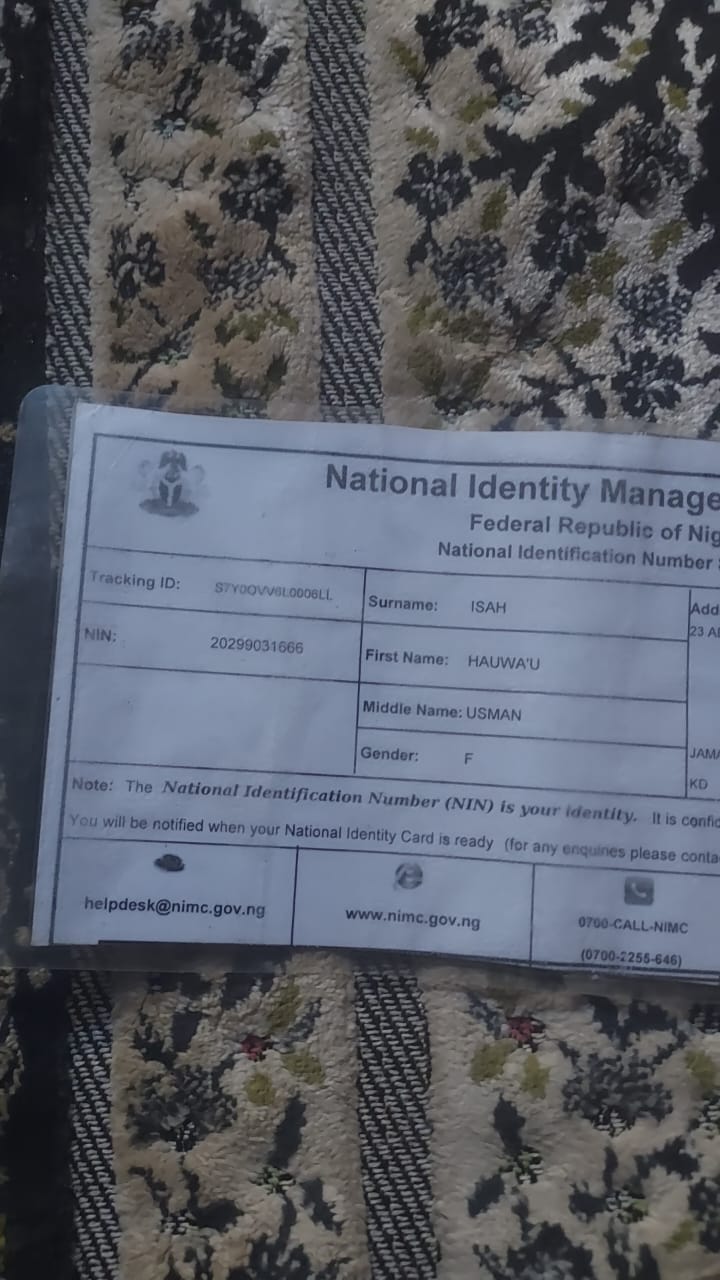 National Identity Manage
Federal Republic of Nig
National Identification Number
Tracking ID: S7Y0OVV6L0006LL
Surname: ISAH
Add
23 A
NIN: 20299031666
First Name: HAUWA'U
Middle Name: USMAN
Gender: F
JAMA
KD
Note: The National Identification Number (NIN) is your identity. It is confid
You will be notified when your National Identity Card is ready (for any enquiries please conta
helpdesk@nimc.gov.ng
www.nimc.gov.ng
0700-CALL-NIMC
(0700-2255-646)